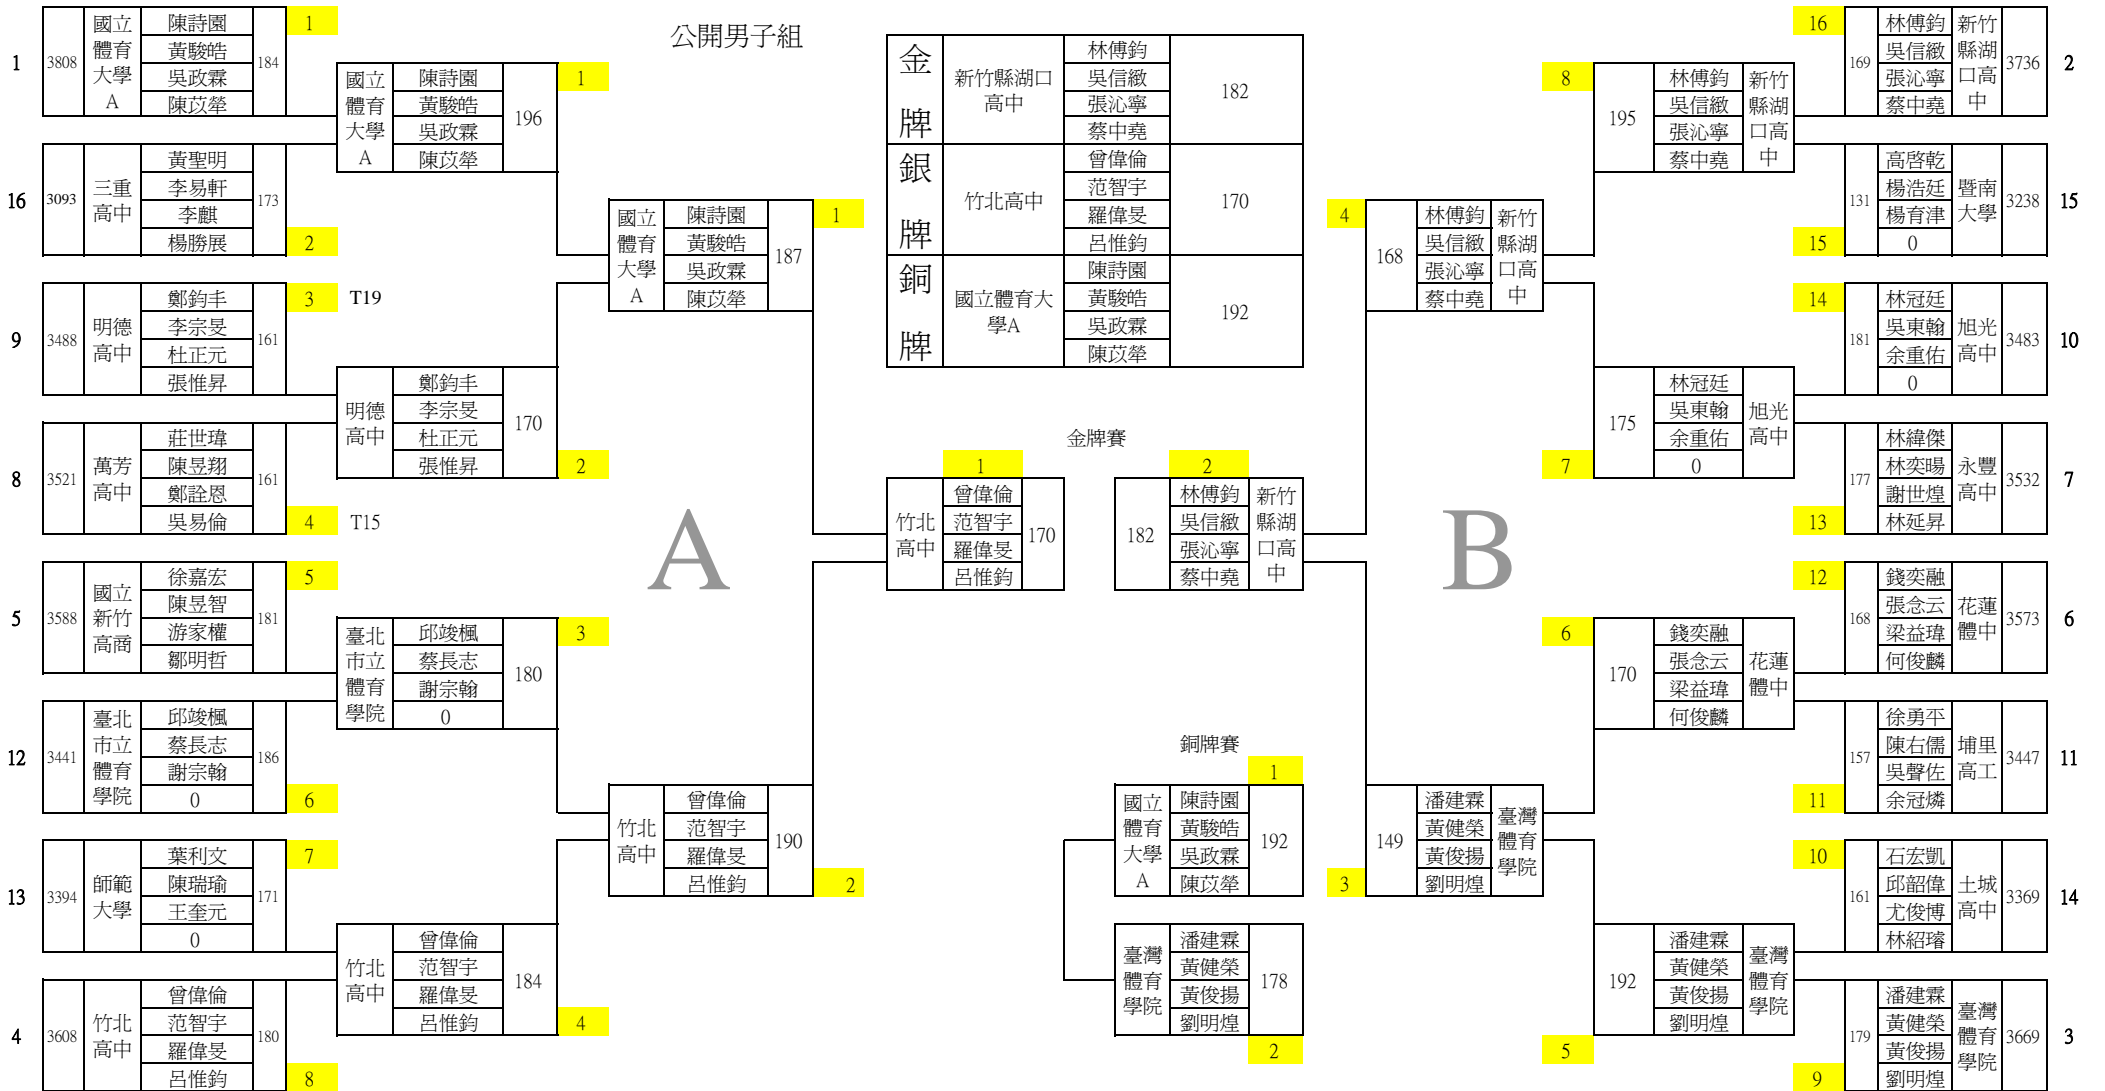 公開男子組
1
3808
國立
體育
大學
A
陳詩園
黃駿皓
吳政霖
陳苡犖
184
1
16
3093
三重
高中
黃聖明
李易軒
李麒
楊勝展
173
2
9
3488
明德
高中
鄭鈞丰
李宗旻
杜正元
張惟昇
161
3
T19
8
3521
萬芳
高中
莊世瑋
陳昱翔
鄭詮恩
吳易倫
161
4
T15
5
3588
國立
新竹
高商
徐嘉宏
陳昱智
游家權
鄒明哲
181
5
12
3441
臺北
市立
體育
學院
邱竣楓
蔡長志
謝宗翰
0
186
6
13
3394
師範
大學
葉利文
陳瑞瑜
王奎元
0
171
7
4
3608
竹北
高中
曾偉倫
范智宇
羅偉旻
呂惟鈞
180
8
國立
體育
大學
A
陳詩園
黃駿皓
吳政霖
陳苡犖
196
1
明德
高中
鄭鈞丰
李宗旻
杜正元
張惟昇
170
2
臺北
市立
體育
學院
邱竣楓
蔡長志
謝宗翰
0
180
3
竹北
高中
曾偉倫
范智宇
羅偉旻
呂惟鈞
184
4
國立
體育
大學
A
陳詩園
黃駿皓
吳政霖
陳苡犖
187
1
竹北
高中
曾偉倫
范智宇
羅偉旻
呂惟鈞
190
2
A
金
牌
新竹縣湖口
高中
林傅鈞
吳信緻
張沁寧
蔡中堯
182
銀
牌
竹北高中
曾偉倫
范智宇
羅偉旻
呂惟鈞
170
銅
牌
國立體育大
學A
陳詩園
黃駿皓
吳政霖
陳苡犖
192
金牌賽
1
竹北
高中
曾偉倫
范智宇
羅偉旻
呂惟鈞
170
2
182
林傅鈞
吳信緻
張沁寧
蔡中堯
新竹
縣湖
口高
中
銅牌賽
1
國立
體育
大學
A
陳詩園
黃駿皓
吳政霖
陳苡犖
192
臺灣
體育
學院
潘建霖
黃健榮
黃俊揚
劉明煌
178
2
B
4
168
林傅鈞
吳信緻
張沁寧
蔡中堯
新竹
縣湖
口高
中
3
149
潘建霖
黃健榮
黃俊揚
劉明煌
臺灣
體育
學院
8
195
林傅鈞
吳信緻
張沁寧
蔡中堯
新竹
縣湖
口高
中
7
175
林冠廷
吳東翰
余重佑
0
旭光
高中
6
170
錢奕融
張念云
梁益瑋
何俊麟
花蓮
體中
5
192
潘建霖
黃健榮
黃俊揚
劉明煌
臺灣
體育
學院
16
169
林傅鈞
吳信緻
張沁寧
蔡中堯
新竹
縣湖
口高
中
3736
2
15
131
高啓乾
楊浩廷
楊育津
0
暨南
大學
3238
15
14
181
林冠廷
吳東翰
余重佑
0
旭光
高中
3483
10
13
177
林緯傑
林奕暘
謝世煌
林延昇
永豐
高中
3532
7
12
168
錢奕融
張念云
梁益瑋
何俊麟
花蓮
體中
3573
6
11
157
徐勇平
陳右儒
吳聲佐
余冠燐
埔里
高工
3447
11
10
161
石宏凱
邱韶偉
尤俊博
林紹璿
土城
高中
3369
14
9
179
潘建霖
黃健榮
黃俊揚
劉明煌
臺灣
體育
學院
3669
3